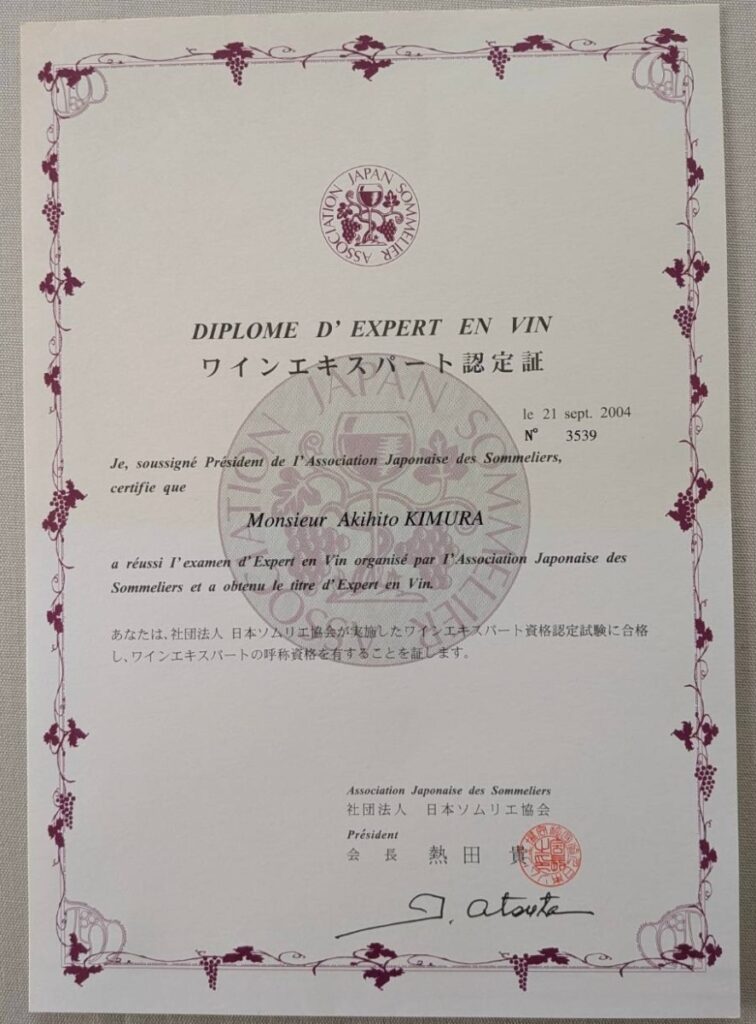 JAPAN SOMMELIER ASSOCIATION
DIPLOME D' EXPERT EN VIN
ワインエキスパート認定証
JAPAN SOMMELIER ASSOCIATION
le 21 sept. 2004
N° 3539
Je, soussigné Président de l'Association Japonaise des Sommeliers,
certifie que
Monsieur Akihito KIMURA
a réussi l'examen d'Expert en Vin organisé par l'Association Japonaise des
Sommeliers et a obtenu le titre d'Expert en Vin.
あなたは、社団法人 日本ソムリエ協会が実施したワインエキスパート資格認定試験に合格
し、ワインエキスパートの呼称資格を有することを証します。
Association Japonaise des Sommeliers
社団法人 日本ソムリエ協会
Président
会長 熱田 貴
J. Atsuta